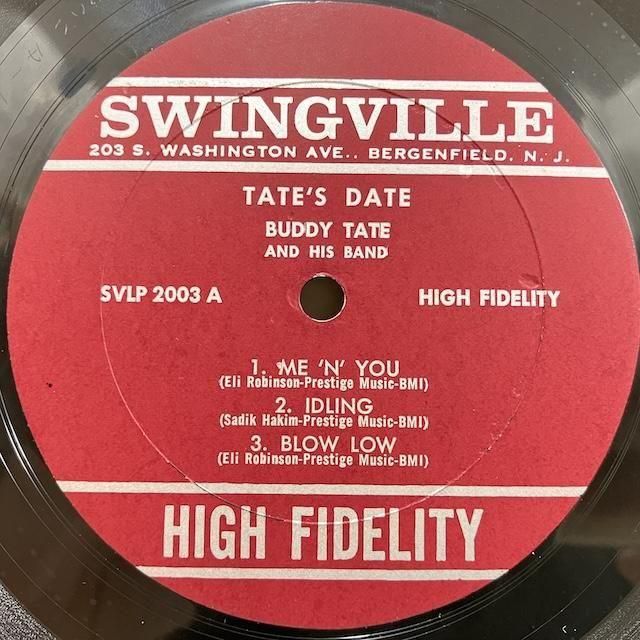 SWINGVILLE
203 S. WASHINGTON AVE., BERGENFIELD, N. J.
TATE'S DATE
BUDDY TATE
AND HIS BAND
SVLP 2003 A
HIGH FIDELITY
1. ME 'N' YOU
(Eli Robinson-Prestige Music-BMI)
2. IDLING
(Sadik Hakim-Prestige Music-BMI)
3. BLOW LOW
(Eli Robinson-Prestige Music-BMI)
HIGH FIDELITY